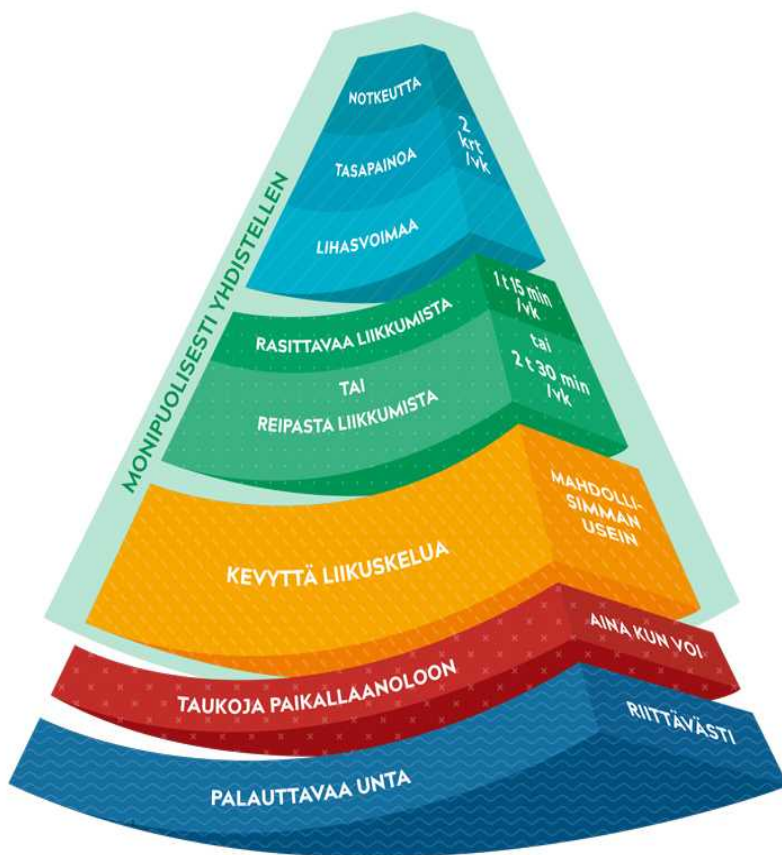 MONIPUOLISESTI YHDISTELLEN
NOTKEUTTA
TASAPAINOA
LIHASVOIMAA
2
krt
/vk
RASITTAVAA LIIKKUMISTA
1 t 15 min
/vk
TAI
REIPASTA LIIKKUMISTA
tai
2 t 30 min
/vk
KEVYTTÄ LIIKUSKELUA
MAHDOLLI-
SIMMAN
USEIN
TAUKOJA PAIKALLAANOLOON
AINA KUN VOI
PALAUTTAVAA UNTA
RIITTÄVÄSTI